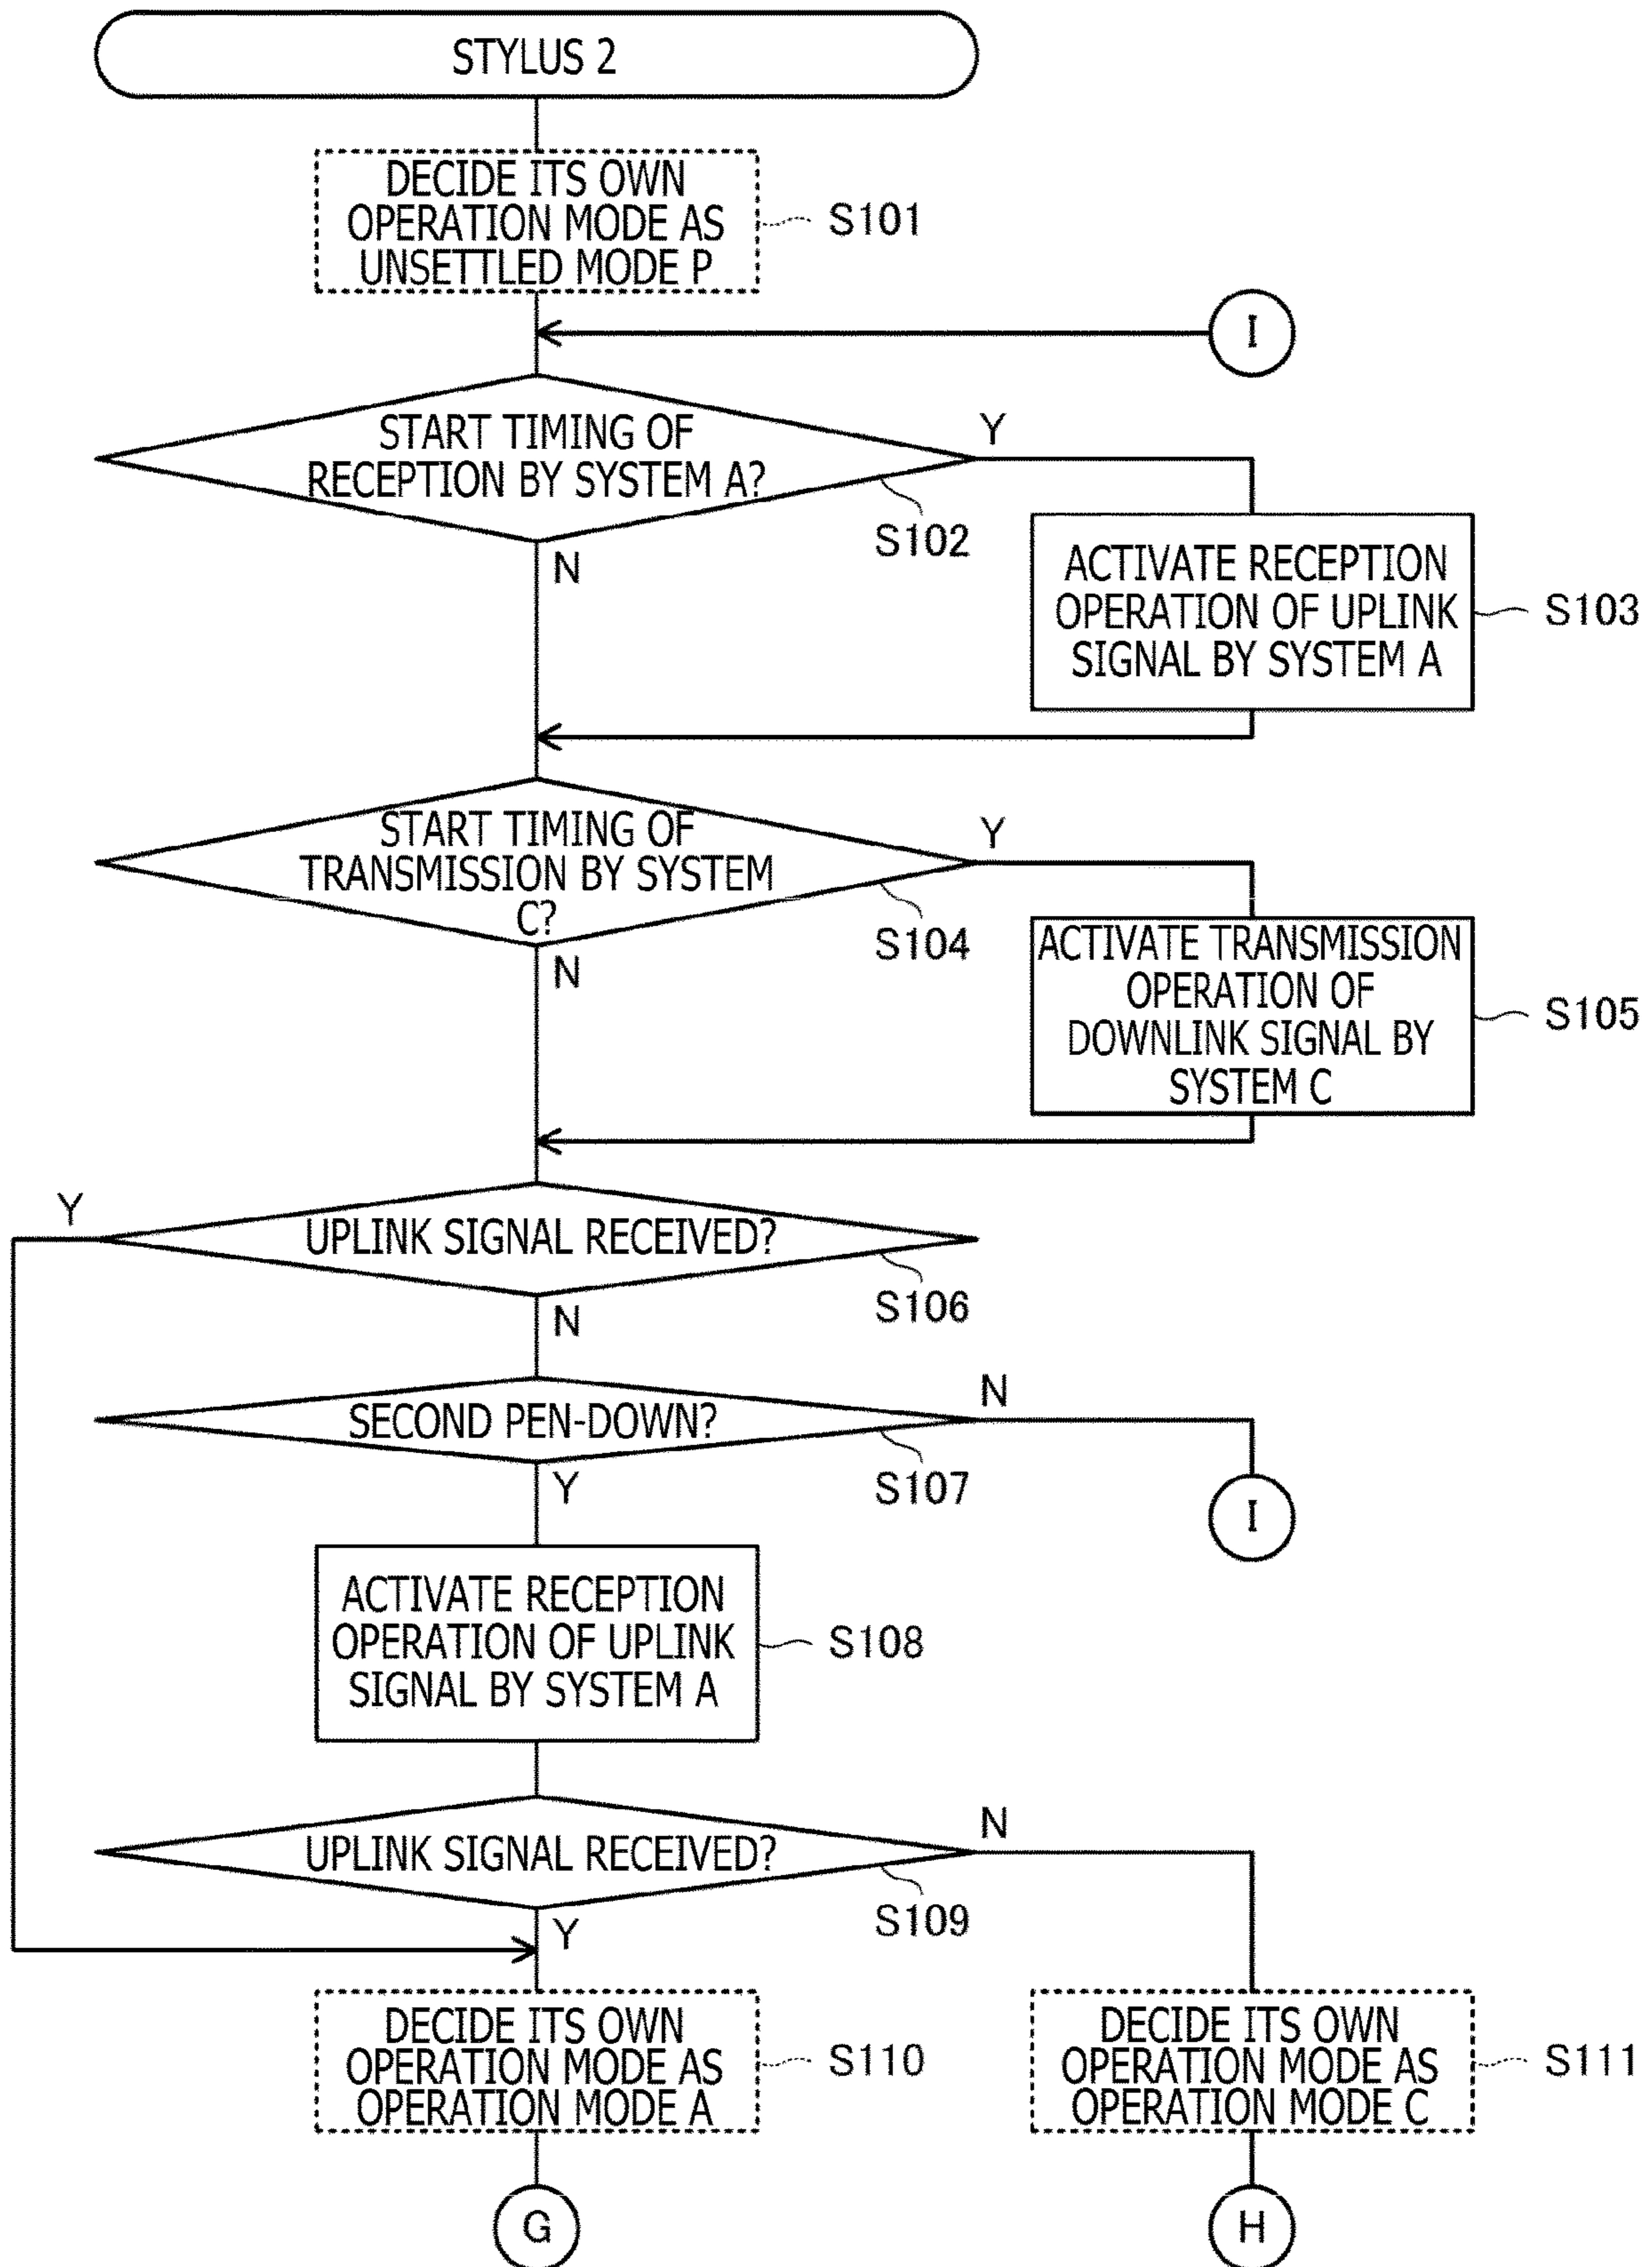 STYLUS 2
DECIDE ITS OWN
OPERATION MODE AS
UNSETTLED MODE P
S101
I
START TIMING OF
RECEPTION BY SYSTEM A?
Y
S102
N
ACTIVATE RECEPTION
OPERATION OF UPLINK
SIGNAL BY SYSTEM A
S103
START TIMING OF
TRANSMISSION BY SYSTEM
C?
Y
S104
N
ACTIVATE TRANSMISSION
OPERATION OF
DOWNLINK SIGNAL BY
SYSTEM C
S105
Y
UPLINK SIGNAL RECEIVED?
S106
N
SECOND PEN-DOWN?
N
S107
Y
I
ACTIVATE RECEPTION
OPERATION OF UPLINK
SIGNAL BY SYSTEM A
S108
UPLINK SIGNAL RECEIVED?
N
S109
Y
DECIDE ITS OWN
OPERATION MODE AS
OPERATION MODE A
S110
DECIDE ITS OWN
OPERATION MODE AS
OPERATION MODE C
S111
G
H